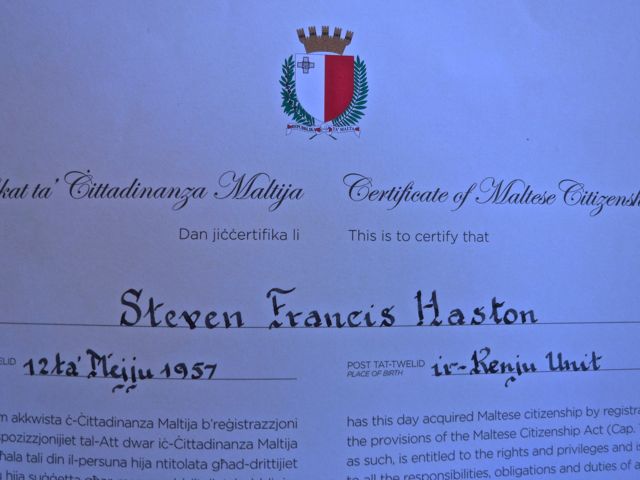 REPUBBLIKA TA' MALTA
kat ta' Ċittadinanza Maltija
Certificate of Maltese Citizensh
Dan jiċċertifika li
This is to certify that
Steven Francis Haston
TWELID
12 ta' Mejju 1957
POST TAT-TWELID
PLACE OF BIRTH
ir-Renju Unit
m akkwista ċ-Ċittadinanza Maltija b'reġistrazzjoni
spożizzjonijiet tal-Att dwar iċ-Ċittadinanza Maltija
ħala tali din il-persuna hija ntitolata għad-drittijiet
hija suġġetta għar
has this day acquired Maltese citizenship by registra
the provisions of the Maltese Citizenship Act (Cap.
as such, is entitled to the rights and privileges and is
to all the responsibilities, obligations and duties of a